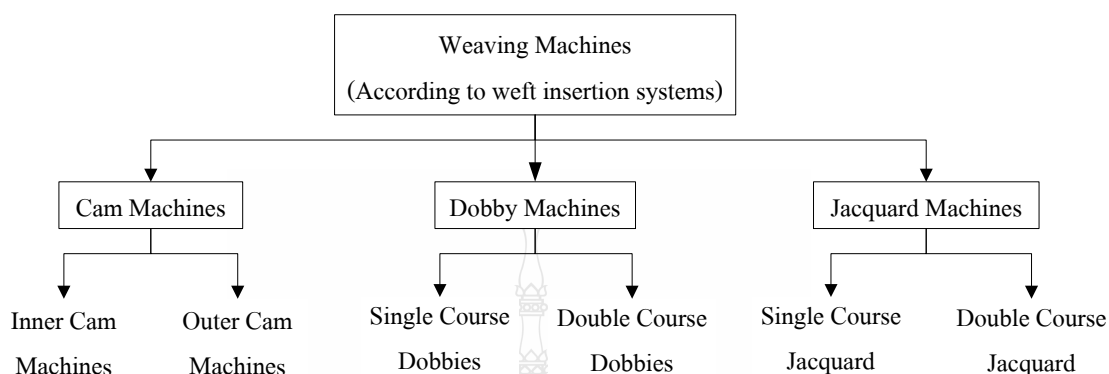 Weaving Machines
(According to weft insertion systems)
Cam Machines
Dobby Machines
Jacquard Machines
Inner Cam
Machines
Outer Cam
Machines
Single Course
Dobbies
Double Course
Dobbies
Single Course
Jacquard
Double Course
Jacquard